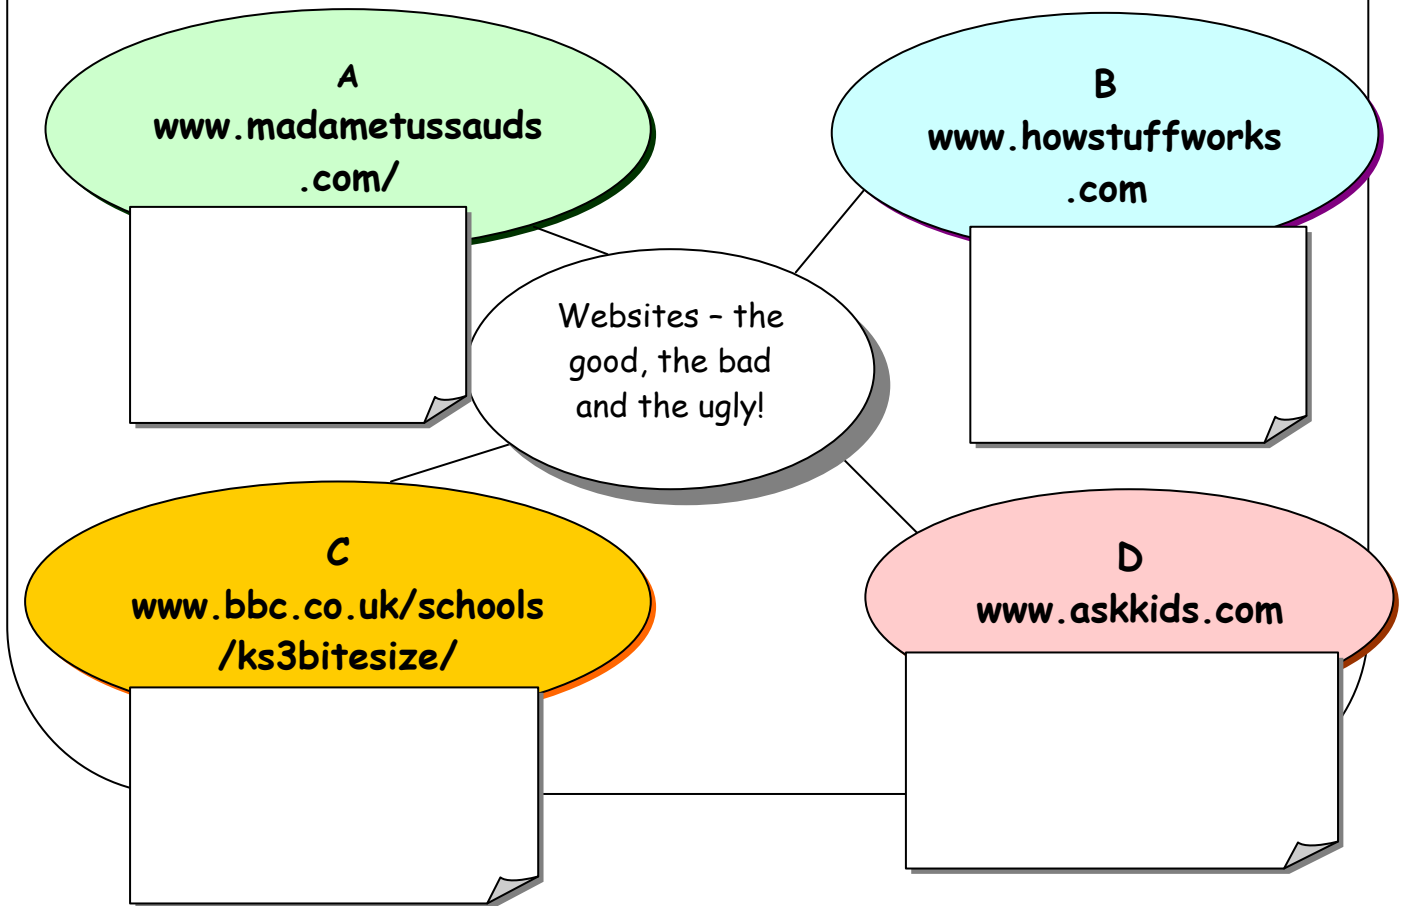 A
www.madametussauds
.com/
B
www.howstuffworks
.com
Websites – the
good, the bad
and the ugly!
C
www.bbc.co.uk/schools
/ks3bitesize/
D
www.askkids.com